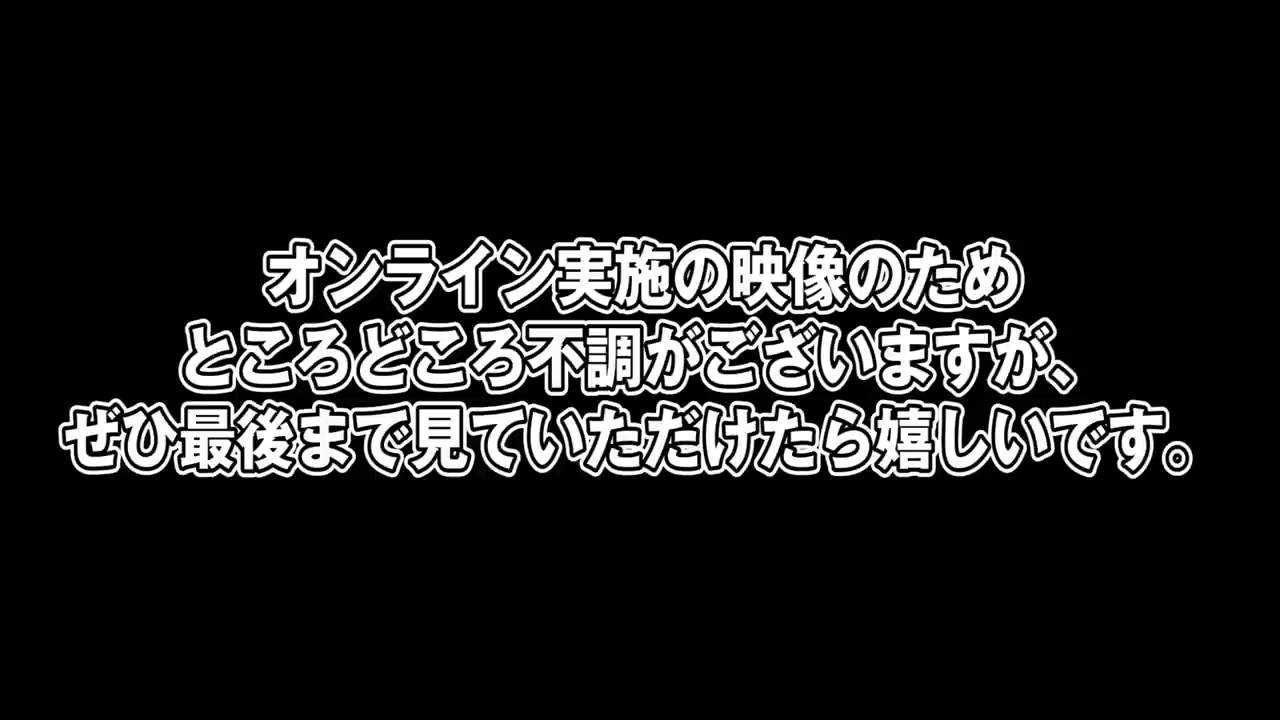 オンライン実施の映像のため
ところどころ不調がございますが、
ぜひ最後まで見ていただけたら嬉しいです。